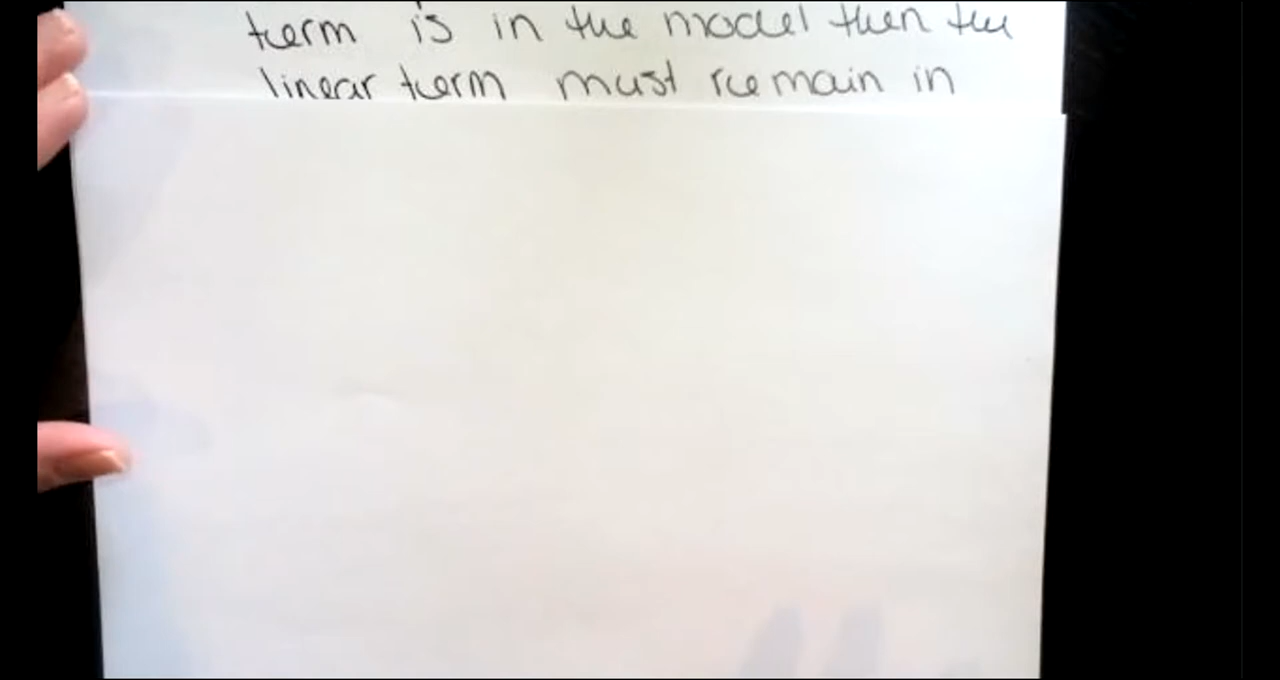 term is in the model then the
linear term must remain in